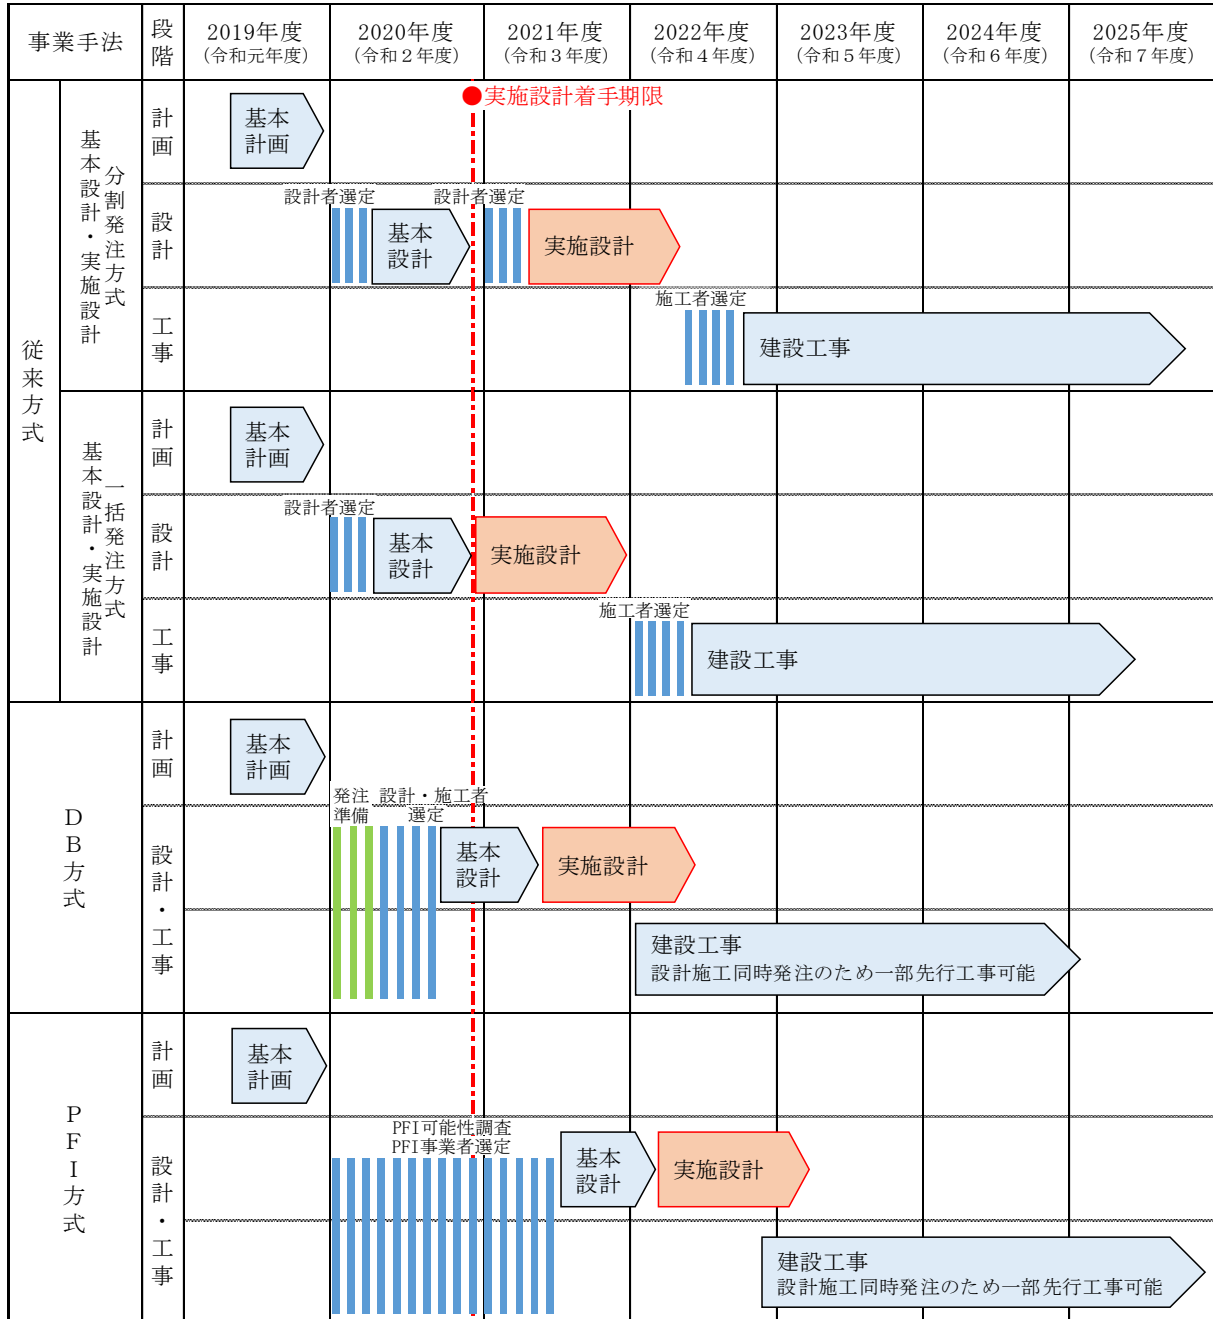 事業手法
段階
2019年度
(令和元年度)
2020年度
(令和２年度)
2021年度
(令和３年度)
2022年度
(令和４年度)
2023年度
(令和５年度)
2024年度
(令和６年度)
2025年度
(令和７年度)
従来方式
基本設計・実施設計
分割発注方式
計画
基本
計画
実施設計着手期限
設計
設計者選定
基本
設計
設計者選定
実施設計
工事
施工者選定
建設工事
基本設計・実施設計
一括発注方式
計画
基本
計画
設計
設計者選定
基本
設計
実施設計
工事
施工者選定
建設工事
ＤＢ方式
計画
基本
計画
設計・工事
発注
準備
設計・施工者
選定
基本
設計
実施設計
建設工事
設計施工同時発注のため一部先行工事可能
ＰＦＩ方式
計画
基本
計画
設計・工事
PFI可能性調査
PFI事業者選定
基本
設計
実施設計
建設工事
設計施工同時発注のため一部先行工事可能